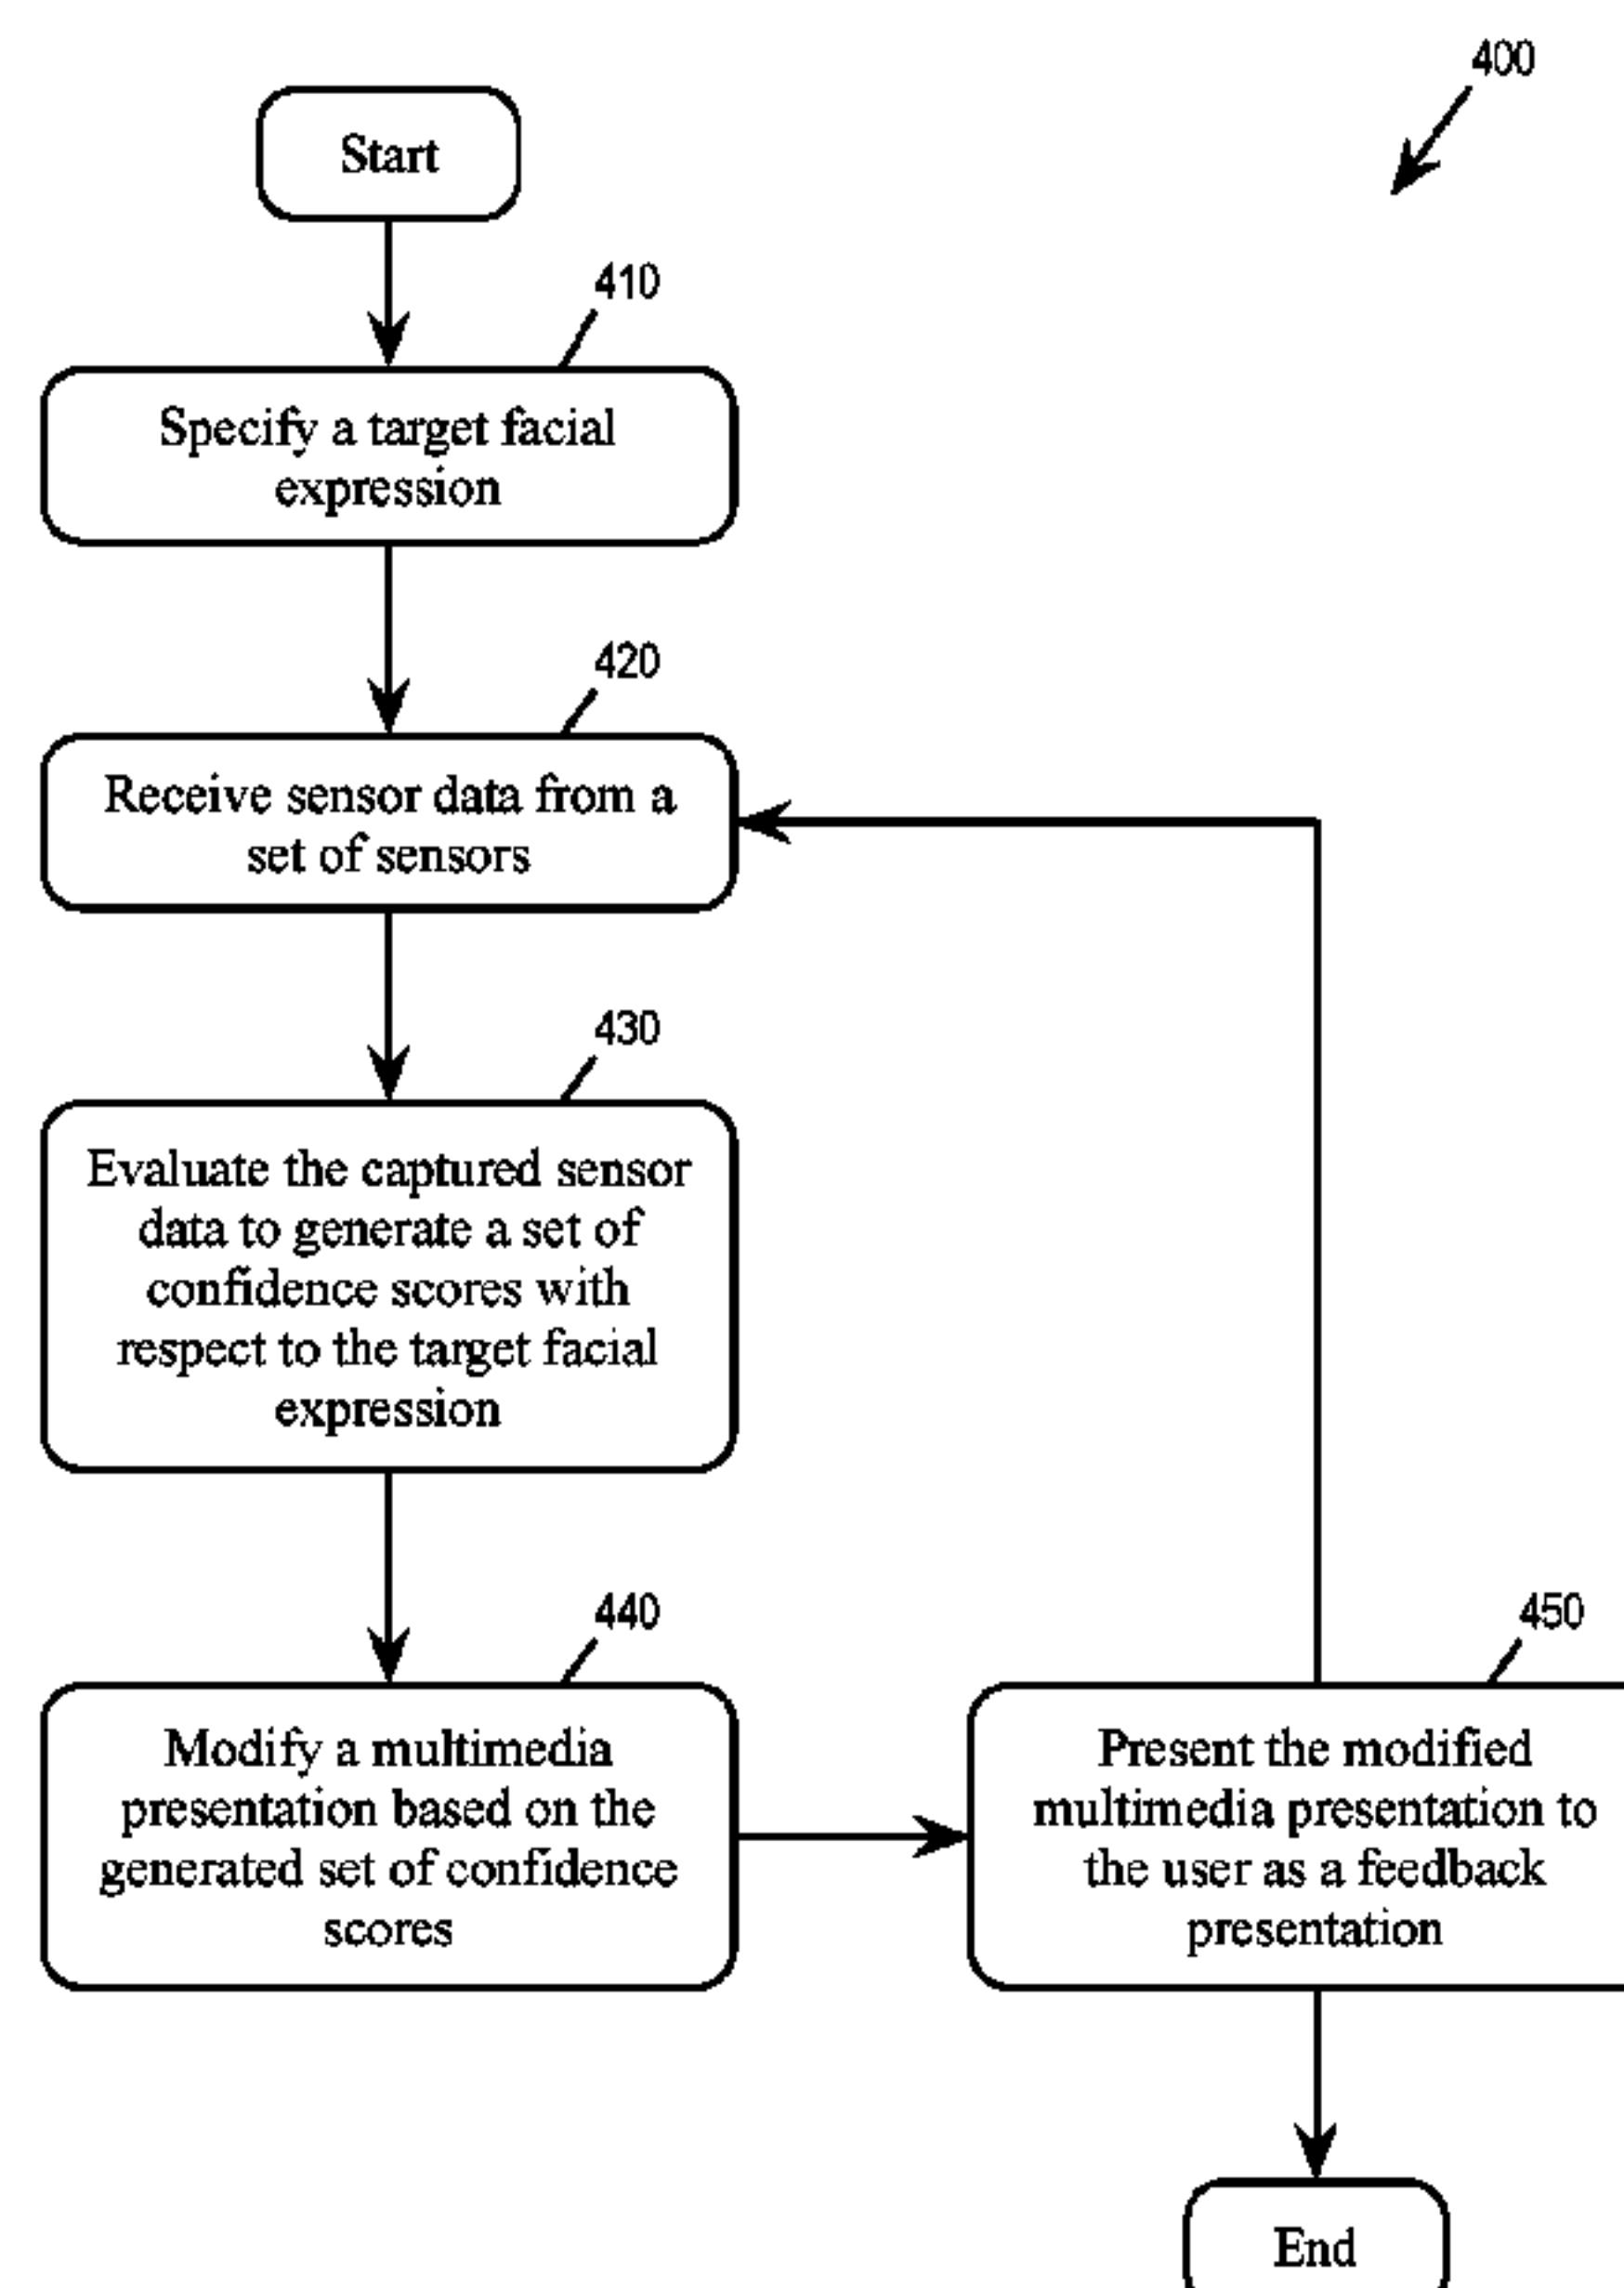 400
Start
410
Specify a target facial
expression
420
Receive sensor data from a
set of sensors
430
Evaluate the captured sensor
data to generate a set of
confidence scores with
respect to the target facial
expression
440
Modify a multimedia
presentation based on the
generated set of confidence
scores
450
Present the modified
multimedia presentation to
the user as a feedback
presentation
End